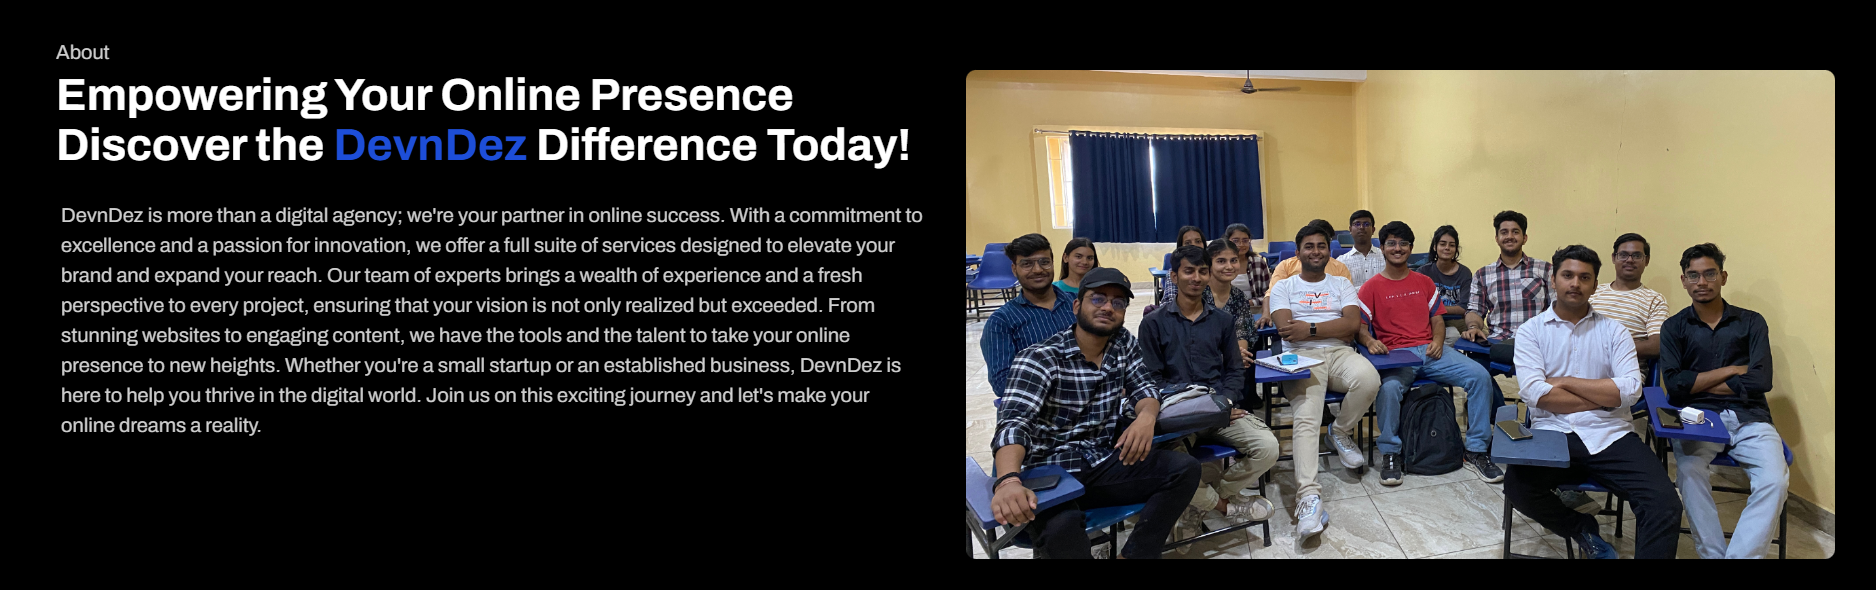 About
Empowering Your Online Presence
Discover the DevnDez Difference Today!
DevnDez is more than a digital agency; we're your partner in online success. With a commitment to
excellence and a passion for innovation, we offer a full suite of services designed to elevate your
brand and expand your reach. Our team of experts brings a wealth of experience and a fresh
perspective to every project, ensuring that your vision is not only realized but exceeded. From
stunning websites to engaging content, we have the tools and the talent to take your online
presence to new heights. Whether you're a small startup or an established business, DevnDez is
here to help you thrive in the digital world. Join us on this exciting journey and let's make your
online dreams a reality.